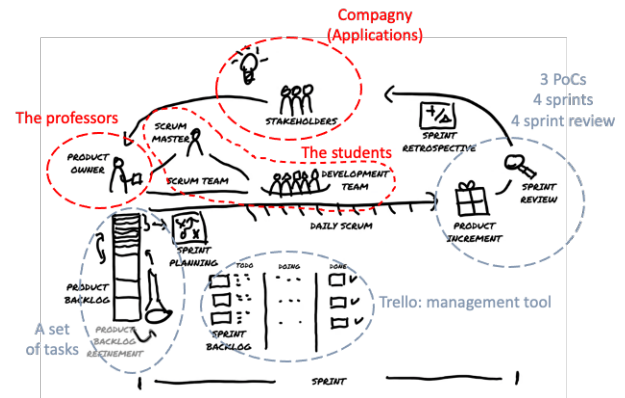 Compagny
(Applications)
3 PoCs
4 sprints
4 sprint review
The professors
SCRUM
MASTER
STAKEHOLDERS
+/Δ
SPRINT
RETROSPECTIVE
PRODUCT
OWNER
The students
SCRUM TEAM
DEVELOPMENT
TEAM
SPRINT
REVIEW
DAILY SCRUM
PRODUCT
INCREMENT
SPRINT
PLANNING
TODO
DOING
DONE
PRODUCT
BACKLOG
Trello: management tool
SPRINT
BACKLOG
A set
of tasks
PRODUCT
BACKLOG
REFINEMENT
SPRINT